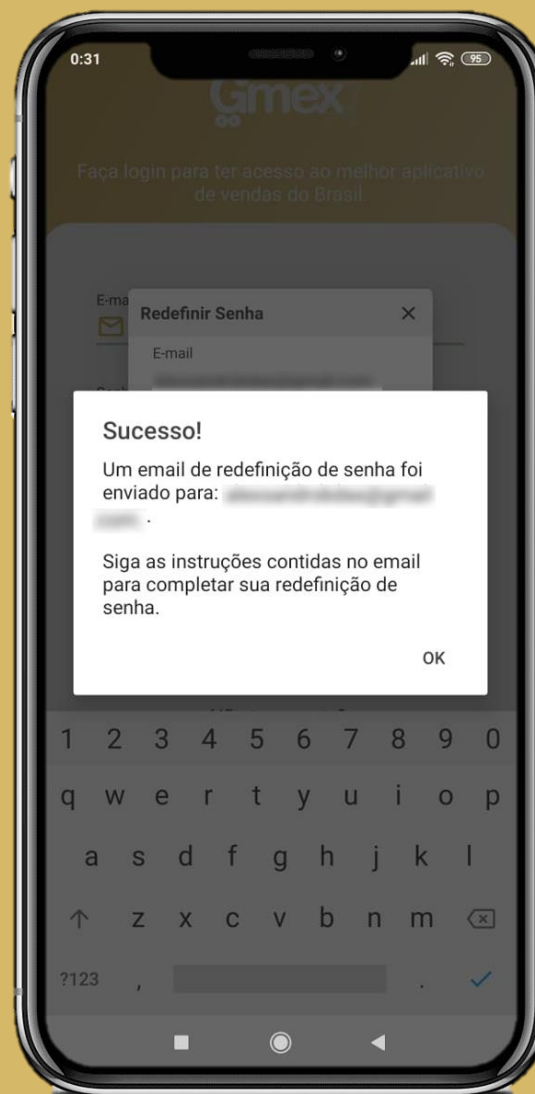 0:31
95
Gimex
Faça login para ter acesso ao melhor aplicativo
de vendas do Brasil.
E-ma
Redefinir Senha
E-mail
Sucesso!
Um email de redefinição de senha foi
enviado para:
.
Siga as instruções contidas no email
para completar sua redefinição de
senha.
OK
1 2 3 4 5 6 7 8 9 0
q w e r t y u i o p
a s d f g h j k l
z x c v b n m
?123 , .